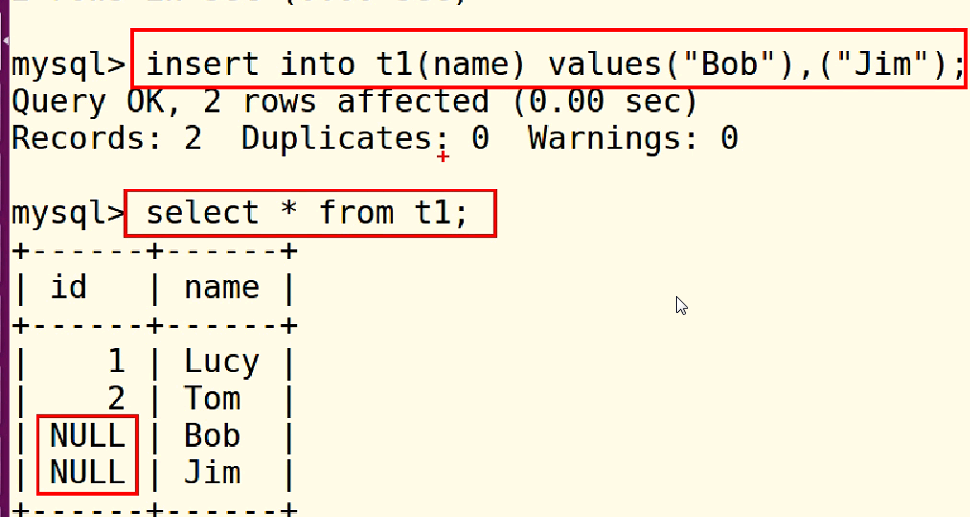 mysql> insert into t1(name) values("Bob"),("Jim");
Query OK, 2 rows affected (0.00 sec)
Records: 2  Duplicates: 0  Warnings: 0
mysql> select * from t1;
+------+------+
| id   | name |
+------+------+
|    1 | Lucy |
|    2 | Tom  |
| NULL | Bob  |
| NULL | Jim  |
+------+------+